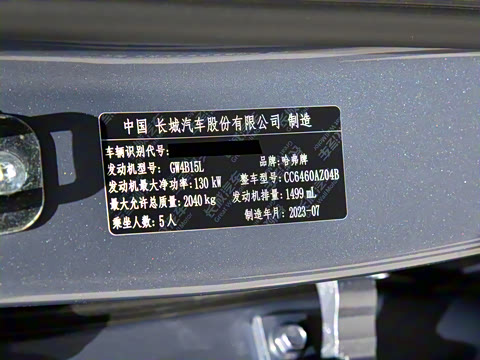 中国 长城汽车股份有限公司 制造
车辆识别代号:
发动机型号: GW4B15L 品牌: 哈弗牌
发动机最大净功率: 130 kW 整车型号: CC6460AZ04B
最大允许总质量: 2040 kg 发动机排量: 1499 mL
乘坐人数: 5 人 制造年月: 2023-07